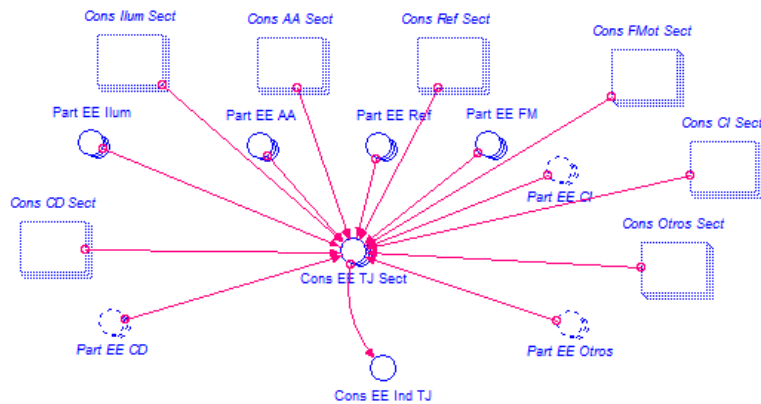 Cons Ilum Sect
Cons AA Sect
Cons Ref Sect
Cons FMot Sect
Part EE Ilum
Part EE AA
Part EE Ref
Part EE FM
Cons CI Sect
Part EE CI
Cons CD Sect
Cons Otros Sect
Cons EE TJ Sect
Part EE CD
Part EE Otros
Cons EE Ind TJ